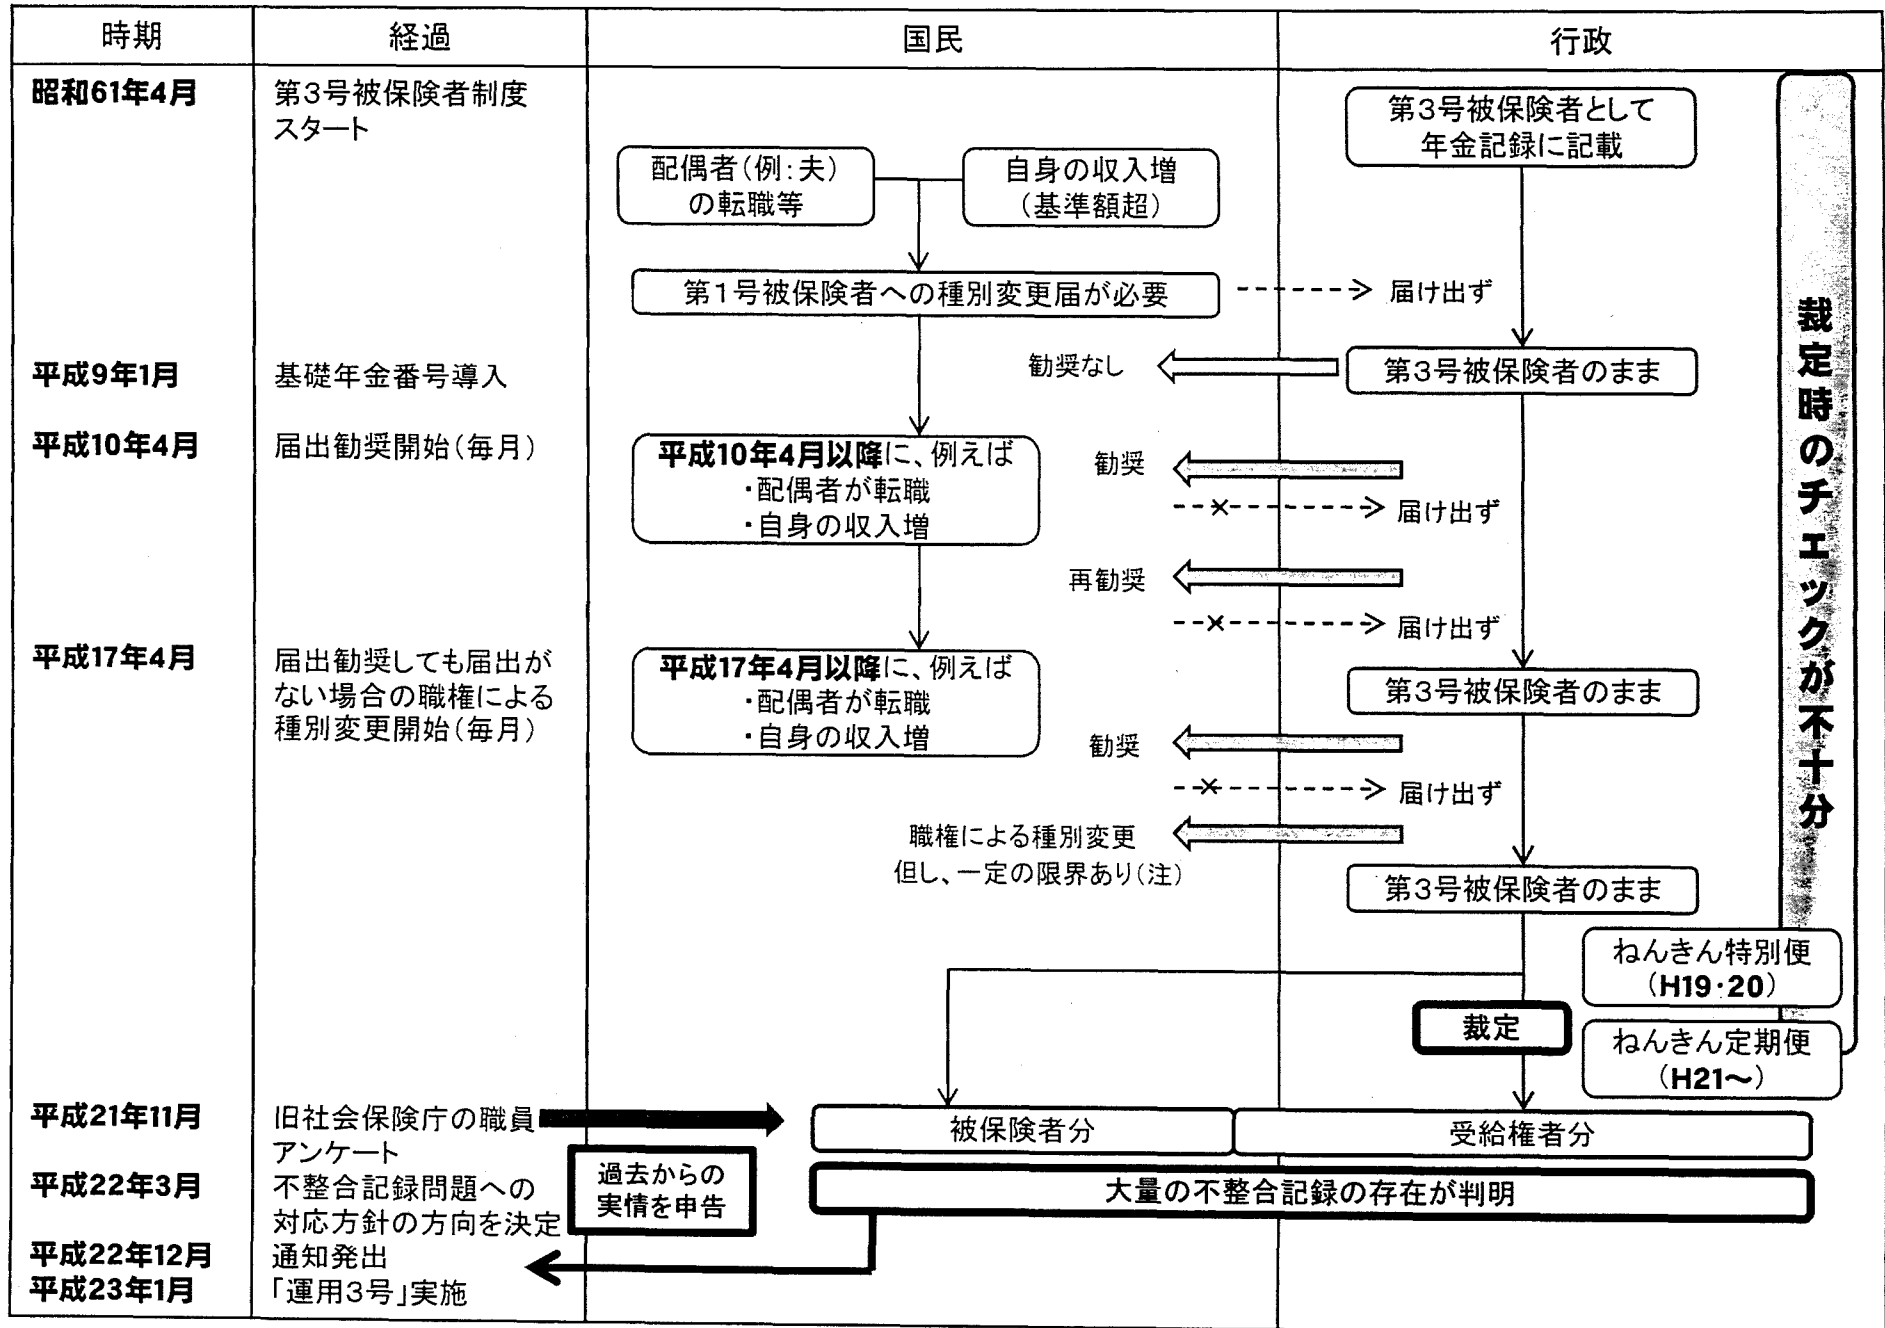 時期
経過
国民
行政
昭和61年4月
第3号被保険者制度
スタート
第3号被保険者として
年金記録に記載
配偶者(例:夫)
の転職等
自身の収入増
(基準額超)
第1号被保険者への種別変更届が必要
届け出ず
平成9年1月
基礎年金番号導入
勧奨なし
第3号被保険者のまま
平成10年4月
届出勧奨開始(毎月)
平成10年4月以降に、例えば
・配偶者が転職
・自身の収入増
勧奨
届け出ず
再勧奨
届け出ず
平成17年4月
届出勧奨しても届出が
ない場合の職権による
種別変更開始(毎月)
平成17年4月以降に、例えば
・配偶者が転職
・自身の収入増
第3号被保険者のまま
勧奨
届け出ず
職権による種別変更
但し、一定の限界あり(注)
第3号被保険者のまま
裁定時のチェックが不十分
ねんきん特別便
(H19・20)
裁定
ねんきん定期便
(H21～)
平成21年11月
旧社会保険庁の職員
アンケート
被保険者分
受給権者分
平成22年3月
不整合記録問題への
対応方針の方向を決定
過去からの
実情を申告
大量の不整合記録の存在が判明
平成22年12月
通知発出
平成23年1月
「運用3号」実施